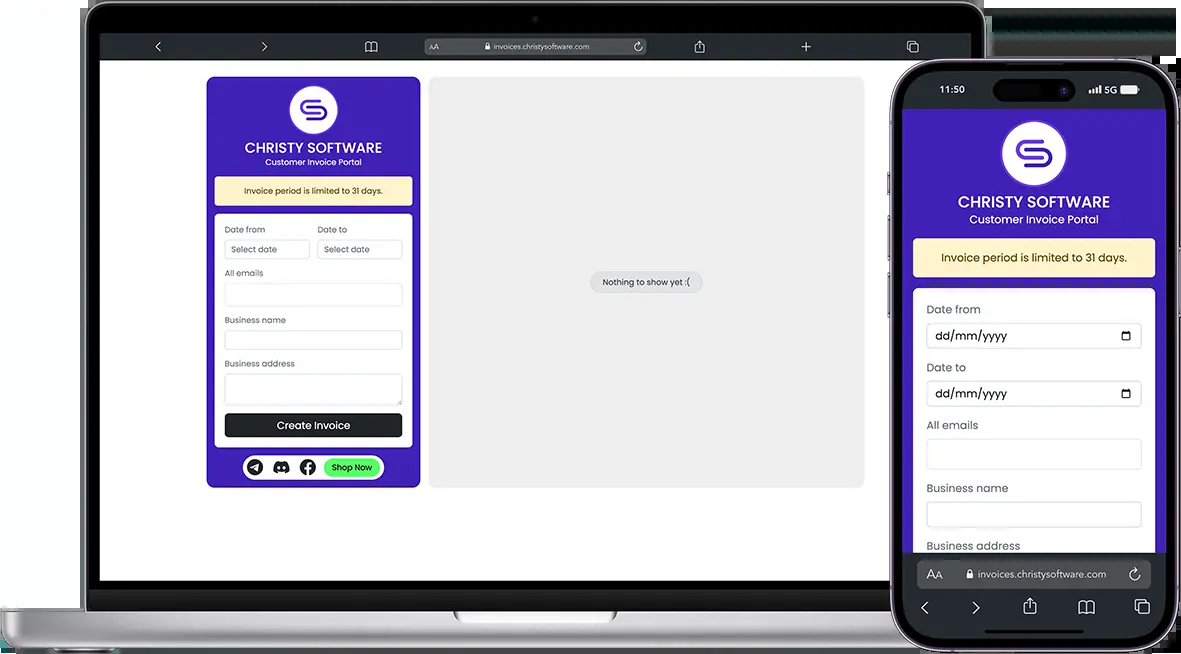 AA
invoices.christysoftware.com
CHRISTY SOFTWARE
Customer Invoice Portal
Invoice period is limited to 31 days.
Date from Date to
Select date Select date
All emails
Business name
Business address
Create Invoice
Shop Now
Nothing to show yet :(
11:50 5G
CHRISTY SOFTWARE
Customer Invoice Portal
Invoice period is limited to 31 days.
Date from
dd/mm/yyyy
Date to
dd/mm/yyyy
All emails
Business name
Business address
AA invoices.christysoftware.com